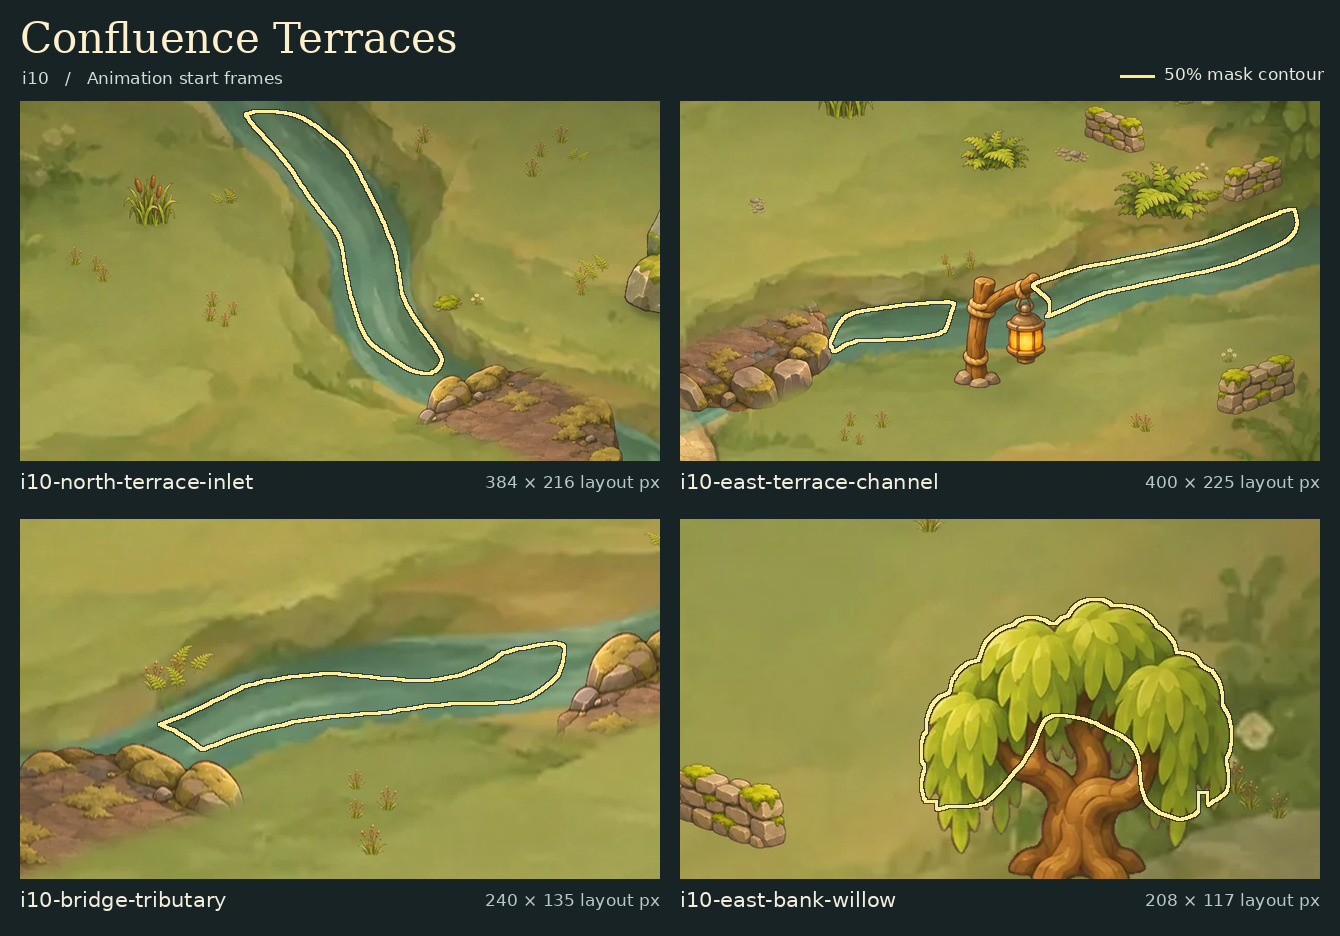 Confluence Terraces
i10 / Animation start frames
50% mask contour
i10-north-terrace-inlet 384 × 216 layout px
i10-east-terrace-channel 400 × 225 layout px
i10-bridge-tributary 240 × 135 layout px
i10-east-bank-willow 208 × 117 layout px